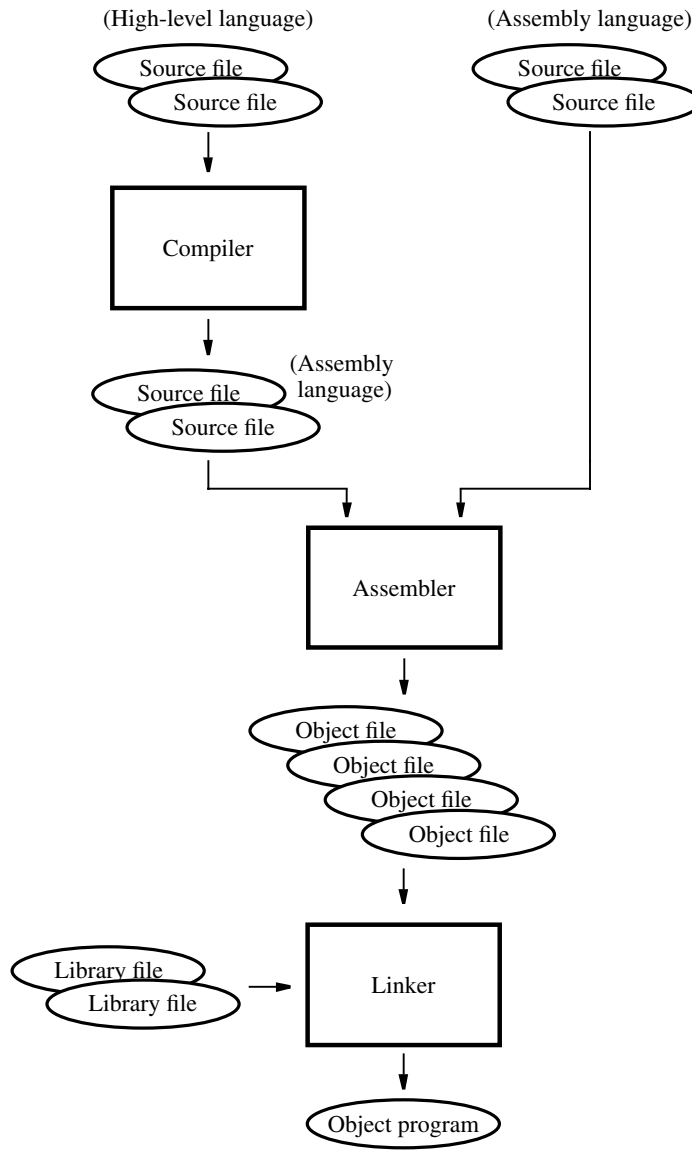 (High-level language)
(Assembly language)
Source file
Source file
Source file
Source file
Compiler
(Assembly
language)
Source file
Source file
Assembler
Object file
Object file
Object file
Object file
Library file
Library file
Linker
Object program